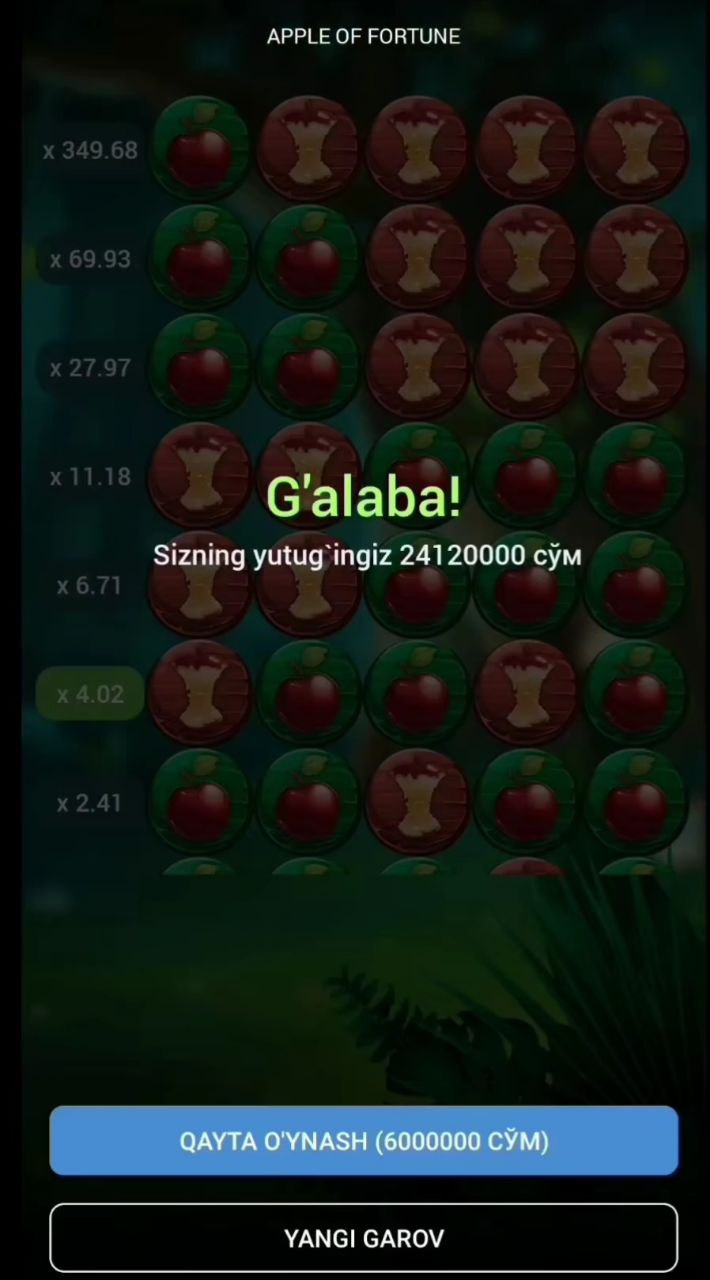 APPLE OF FORTUNE
x 349.68
x 69.93
x 27.97
x 11.18
G'alaba!
Sizning yutug`ingiz 24120000 сўм
x 6.71
x 4.02
x 2.41
QAYTA O'YNASH (6000000 СЎМ)
YANGI GAROV